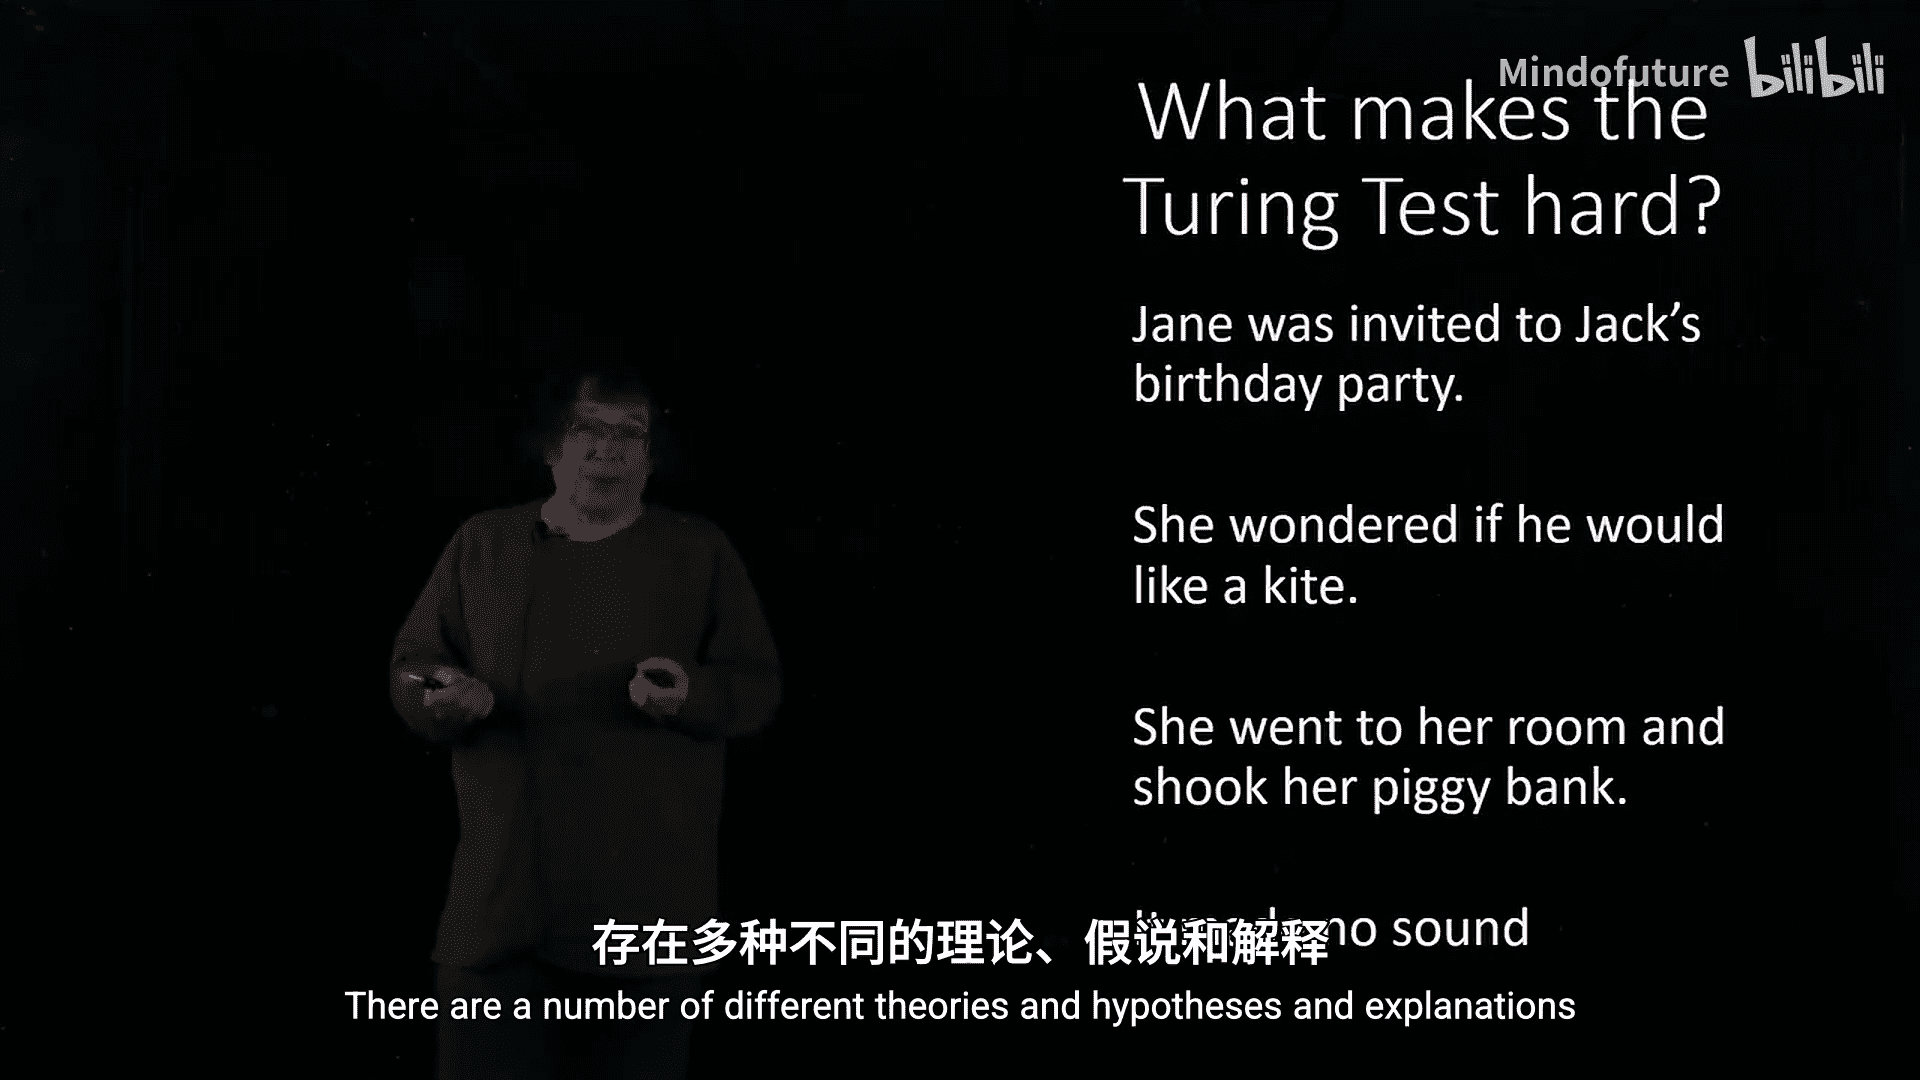 Mindofuture bilibili
What makes the
Turing Test hard?
Jane was invited to Jack’s
birthday party.
She wondered if he would
like a kite.
She went to her room and
shook her piggy bank.
no sound
存在多种不同的理论、假说和解释
There are a number of different theories and hypotheses and explanations